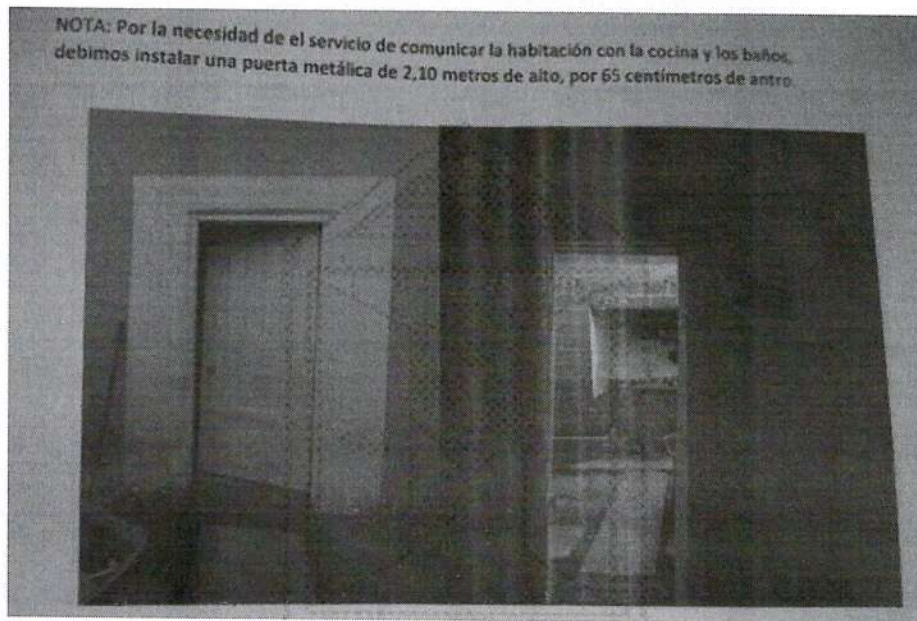 NOTA: Por la necesidad de el servicio de comunicar la habitación con la cocina y los baños,
debimos instalar una puerta metálica de 2,10 metros de alto, por 65 centímetros de antro